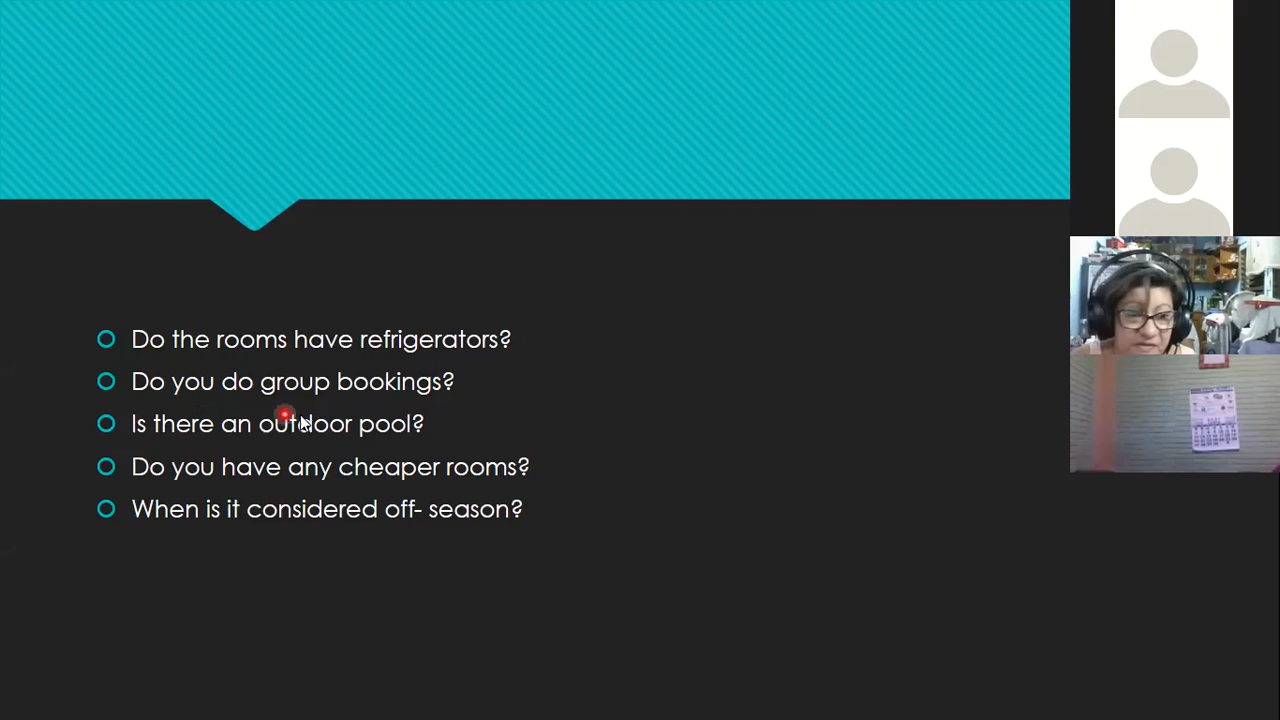 Do the rooms have refrigerators?
Do you do group bookings?
Is there an outdoor pool?
Do you have any cheaper rooms?
When is it considered off- season?